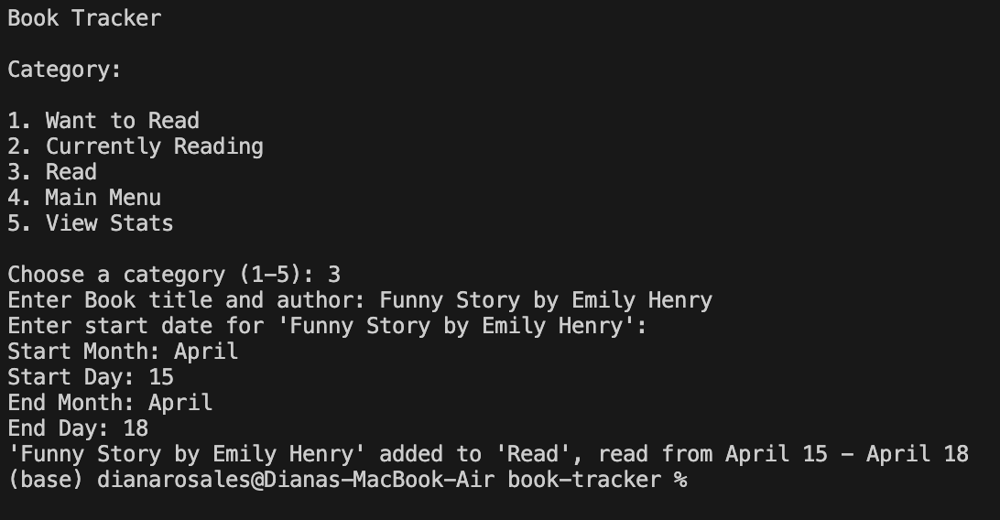 Book Tracker
Category:
1. Want to Read
2. Currently Reading
3. Read
4. Main Menu
5. View Stats
Choose a category (1-5): 3
Enter Book title and author: Funny Story by Emily Henry
Enter start date for 'Funny Story by Emily Henry':
Start Month: April
Start Day: 15
End Month: April
End Day: 18
'Funny Story by Emily Henry' added to 'Read', read from April 15 - April 18
(base) dianarosales@Dianas-MacBook-Air book-tracker %